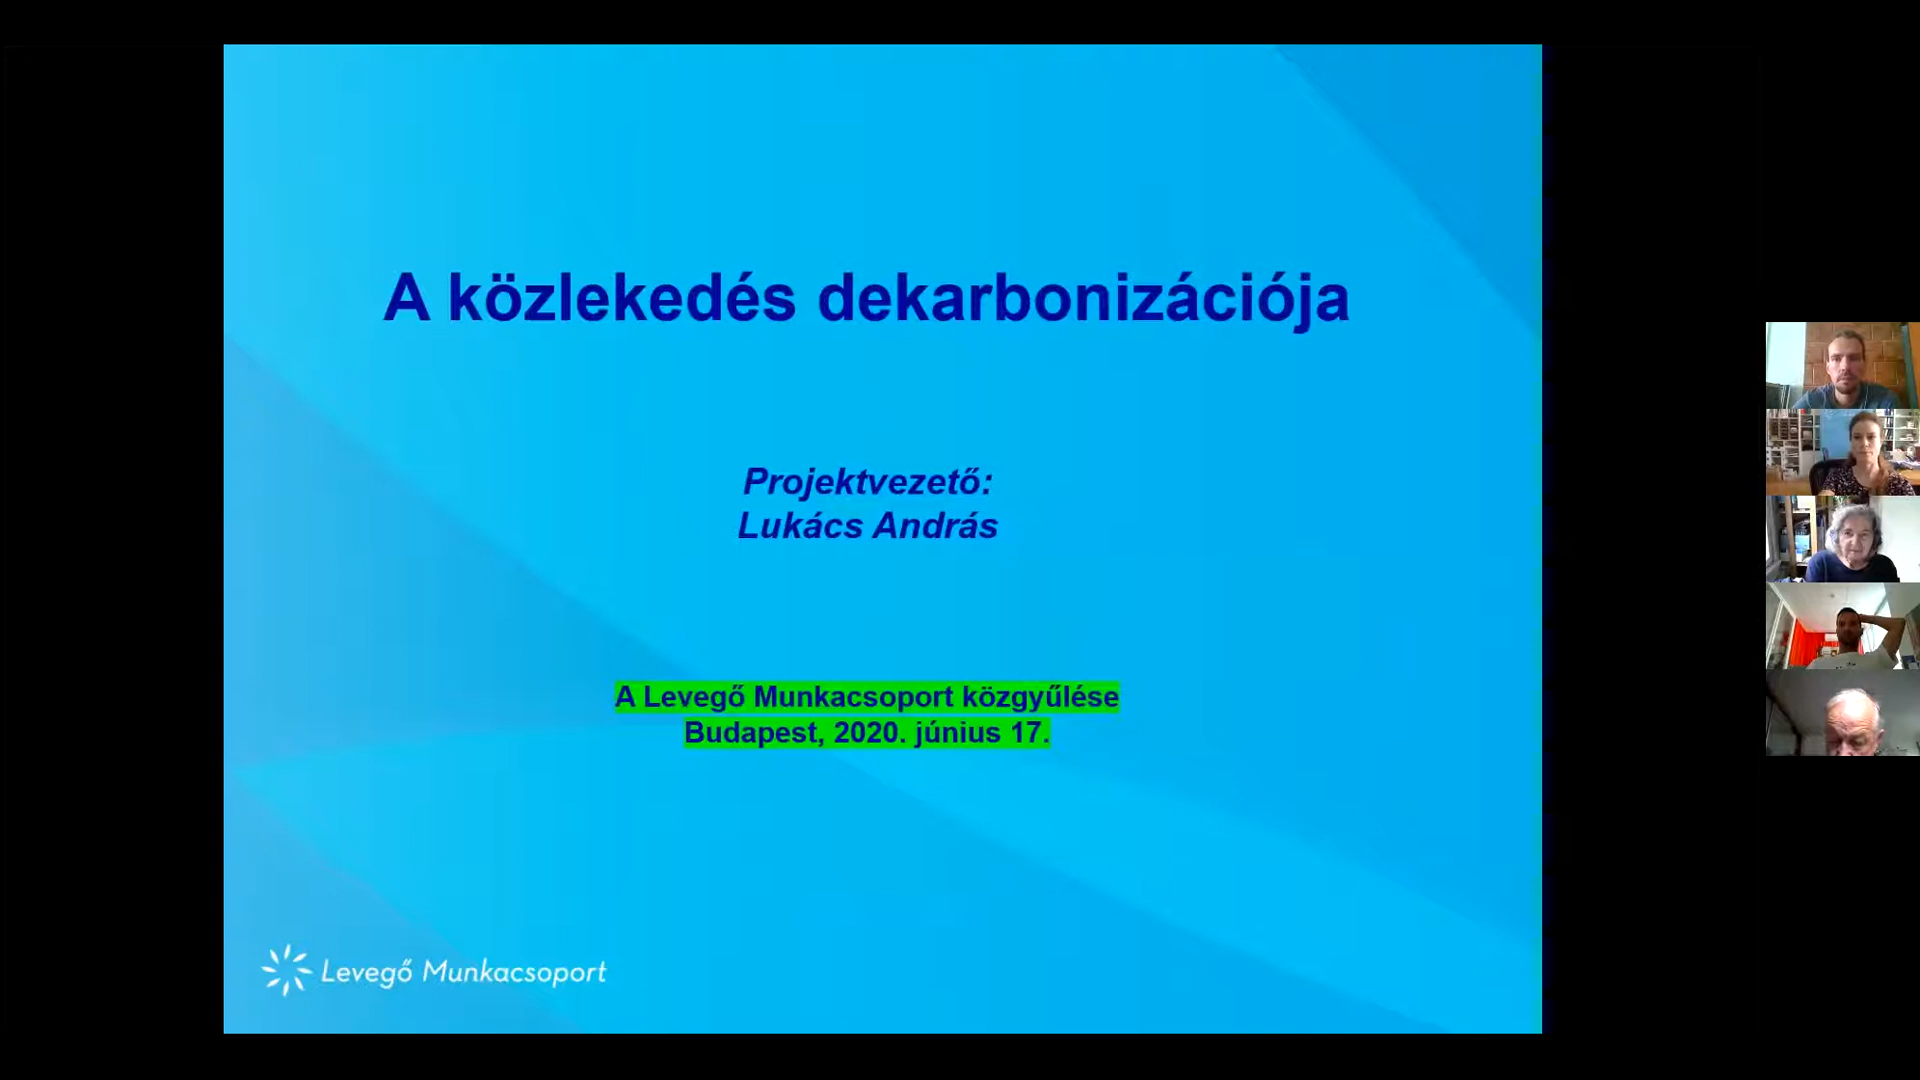 A közlekedés dekarbonizációja
Projektvezető:
Lukács András
A Levegő Munkacsoport közgyűlése
Budapest, 2020. június 17.
Levegő Munkacsoport